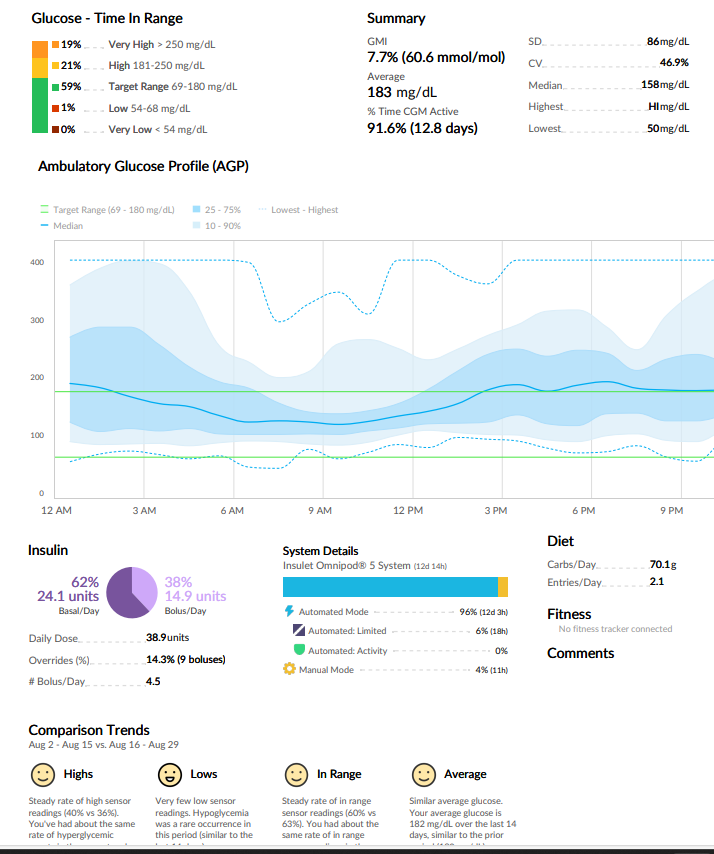 Glucose - Time In Range
19% Very High > 250 mg/dL
21% High 181-250 mg/dL
59% Target Range 69-180 mg/dL
1% Low 54-68 mg/dL
0% Very Low < 54 mg/dL
Summary
GMI
7.7% (60.6 mmol/mol)
Average
183 mg/dL
% Time CGM Active
91.6% (12.8 days)
SD 86mg/dL
CV 46.9%
Median 158mg/dL
Highest HImg/dL
Lowest 50mg/dL
Ambulatory Glucose Profile (AGP)
Target Range (69 - 180 mg/dL) 25 - 75% Lowest - Highest
Median 10 - 90%
400
300
200
100
0
12 AM 3 AM 6 AM 9 AM 12 PM 3 PM 6 PM 9 PM
Insulin
62% 38%
24.1 units 14.9 units
Basal/Day Bolus/Day
Daily Dose 38.9units
Overrides (%) 14.3% (9 boluses)
# Bolus/Day 4.5
System Details
Insulet Omnipod® 5 System (12d 14h)
Automated Mode 96% (12d 3h)
Automated: Limited 6% (18h)
Automated: Activity 0%
Manual Mode 4% (11h)
Diet
Carbs/Day 70.1g
Entries/Day 2.1
Fitness
No fitness tracker connected
Comments
Comparison Trends
Aug 2 - Aug 15 vs. Aug 16 - Aug 29
Highs
Steady rate of high sensor
readings (40% vs 36%).
You've had about the same
rate of hyperglycemic
Lows
Very few low sensor
readings. Hypoglycemia
was a rare occurrence in
this period (similar to the
In Range
Steady rate of in range
sensor readings (60% vs
63%). You had about the
same rate of in range
Average
Similar average glucose.
Your average glucose is
182 mg/dL over the last 14
days, similar to the prior